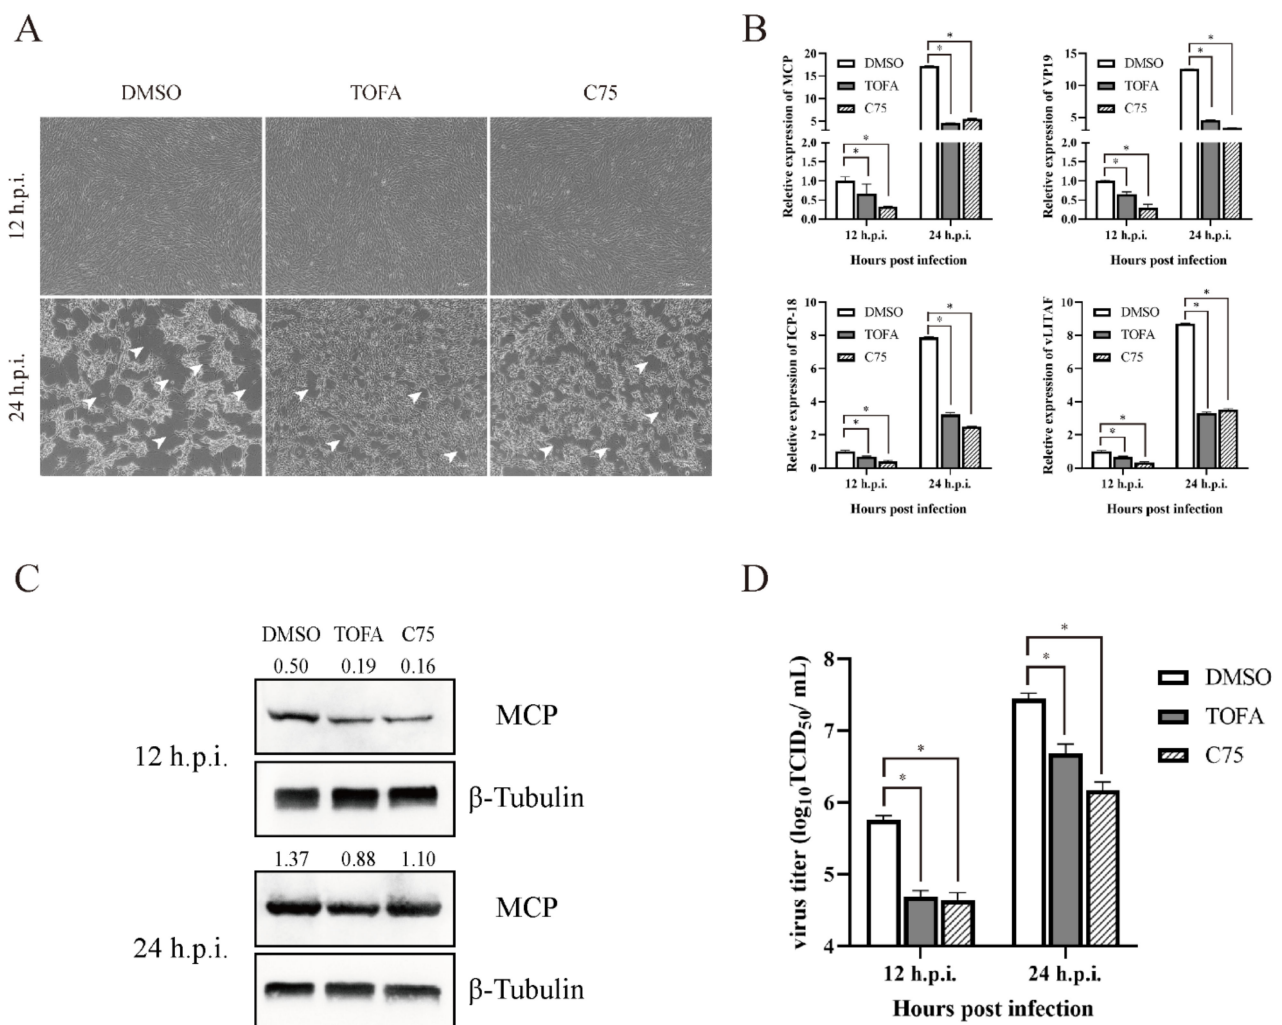 A
DMSO TOFA C75
12 h.p.i.
24 h.p.i.
B
Reletive expression of MCP
20
15
10
5
2.0
1.5
1.0
0.5
0.0
DMSO
TOFA
C75
* *
* *
12 h.p.i. 24 h.p.i.
Hours post infection
Reletive expression of VP19
15
10
5
2.0
1.5
1.0
0.5
0.0
DMSO
TOFA
C75
* *
* *
12 h.p.i. 24 h.p.i.
Hours post infection
Reletive expression of ICP-18
10
8
6
4
2
0
DMSO
TOFA
C75
* *
* *
12 h.p.i. 24 h.p.i.
Hours post infection
Reletive expression of vLITAF
10
8
6
4
2
0
DMSO
TOFA
C75
* *
* *
12 h.p.i. 24 h.p.i.
Hours post infection
C
DMSO TOFA C75
0.50 0.19 0.16
MCP
12 h.p.i.
β-Tubulin
1.37 0.88 1.10
MCP
24 h.p.i.
β-Tubulin
D
virus titer (log10TCID50/ mL)
8
7
6
5
4
* *
* *
DMSO
TOFA
C75
12 h.p.i. 24 h.p.i.
Hours post infection